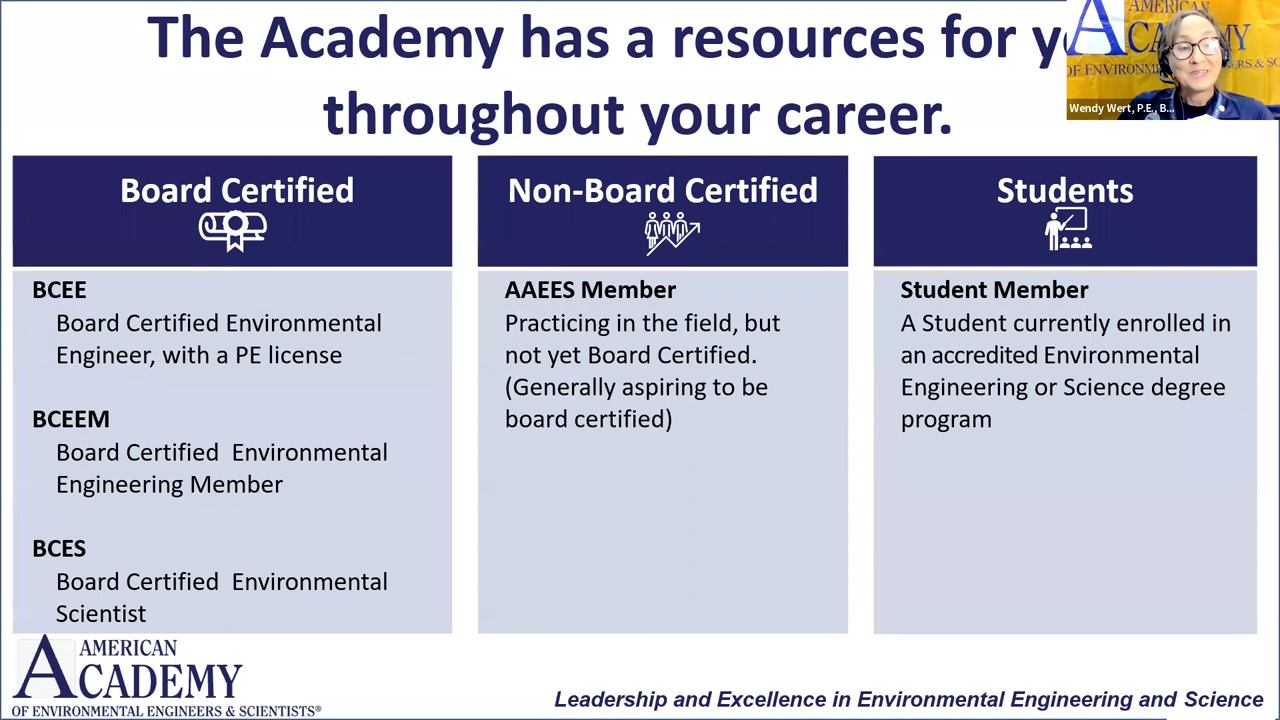 The Academy has a resources for
throughout your career.
AMERICAN
Wendy Wert, P.E., B...
Board Certified
Non-Board Certified
Students
BCEE
Board Certified Environmental
Engineer, with a PE license
BCEEM
Board Certified Environmental
Engineering Member
BCES
Board Certified Environmental
Scientist
AAEES Member
Practicing in the field, but
not yet Board Certified.
(Generally aspiring to be
board certified)
Student Member
A Student currently enrolled in
an accredited Environmental
Engineering or Science degree
program
AMERICAN
ACADEMY
OF ENVIRONMENTAL ENGINEERS & SCIENTISTS®
Leadership and Excellence in Environmental Engineering and Science